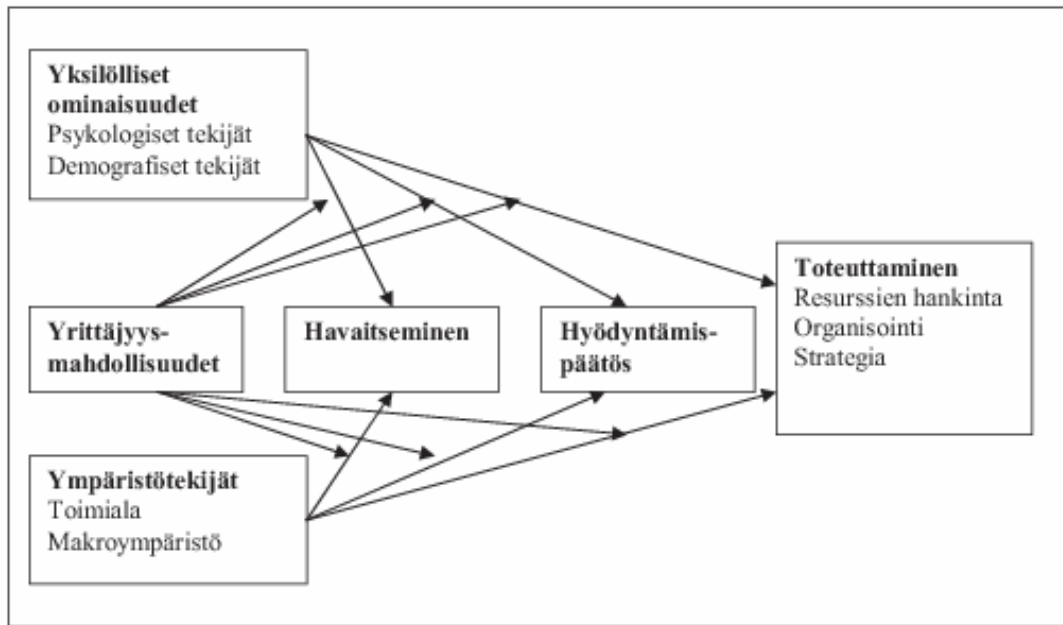 Yksilölliset
ominaisuudet
Psykologiset tekijät
Demografiset tekijät
Yrittäjyys-
mahdollisuudet
Havaitseminen
Hyödyntämis-
päätös
Toteuttaminen
Resurssien hankinta
Organisointi
Strategia
Ympäristötekijät
Toimiala
Makroympäristö